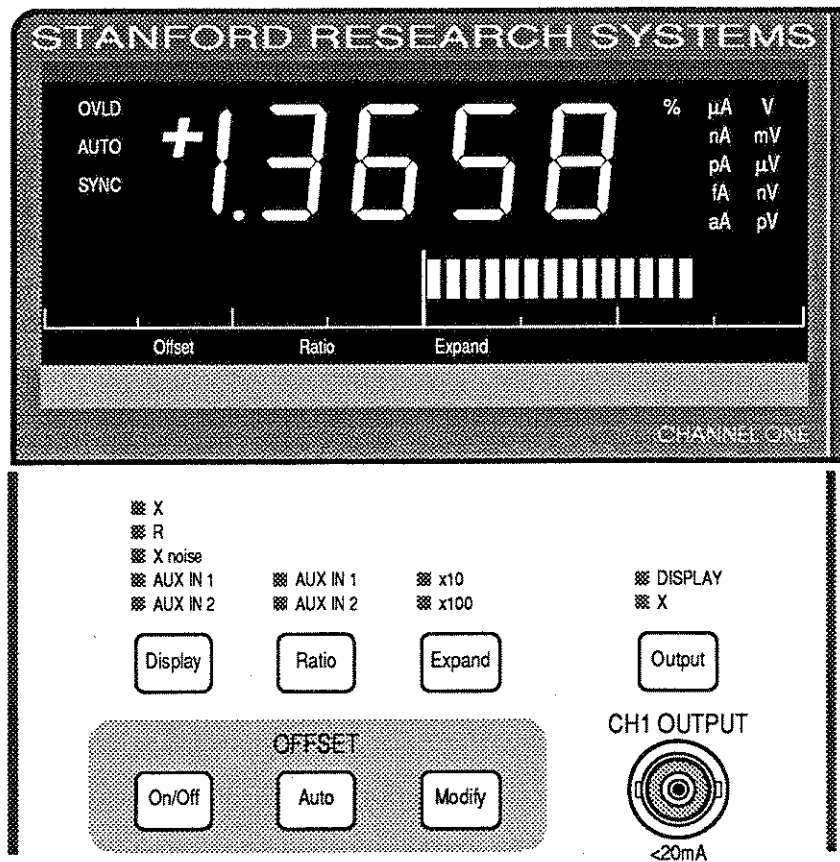 STANFORD RESEARCH SYSTEMS
OVLD
AUTO
SYNC
+1.3658
% µA V
nA mV
pA µV
fA nV
aA pV
Offset Ratio Expand
CHANNEL ONE
X
R
X noise
AUX IN 1 AUX IN 1 x10 DISPLAY
AUX IN 2 AUX IN 2 x100 X
Display Ratio Expand Output
OFFSET CH1 OUTPUT
On/Off Auto Modify
<20mA